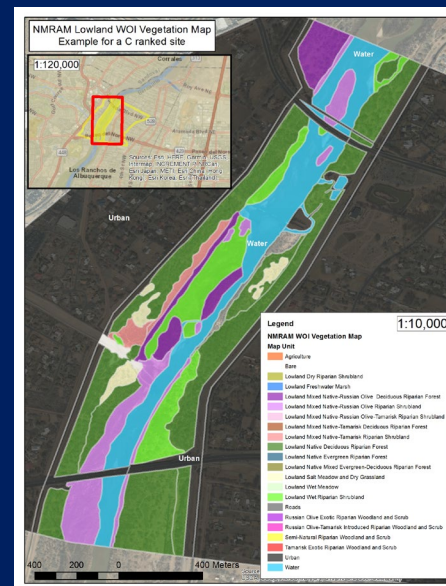 NMRAM Lowland WOI Vegetation Map
Example for a C ranked site
1:120,000
Corrales
Los Ranchos de
Albuquerque
Water
Urban
Water
Urban
Legend
1:10,000
NMRAM WOI Vegetation Map
Map Unit
Agriculture
Bare
Lowland Dry Riparian Shrubland
Lowland Freshwater Marsh
Lowland Mixed Native-Russian Olive Deciduous Riparian Forest
Lowland Mixed Native-Russian Olive Riparian Shrubland
Lowland Mixed Native-Russian Olive-Tamarisk Riparian Shrubland
Lowland Mixed Native-Tamarisk Deciduous Riparian Forest
Lowland Mixed Native-Tamarisk Riparian Shrubland
Lowland Native Deciduous Riparian Forest
Lowland Native Evergreen Riparian Forest
Lowland Native Mixed Evergreen-Deciduous Riparian Forest
Lowland Salt Meadow and Dry Grassland
Lowland Wet Meadow
Lowland Wet Riparian Shrubland
Roads
Russian Olive Exotic Riparian Woodland and Scrub
Russian Olive-Tamarisk Introduced Riparian Woodland and Scrub
Semi-Natural Riparian Woodland and Scrub
Tamarisk Exotic Riparian Woodland and Scrub
Urban
Water
400 200 0 400 Meters